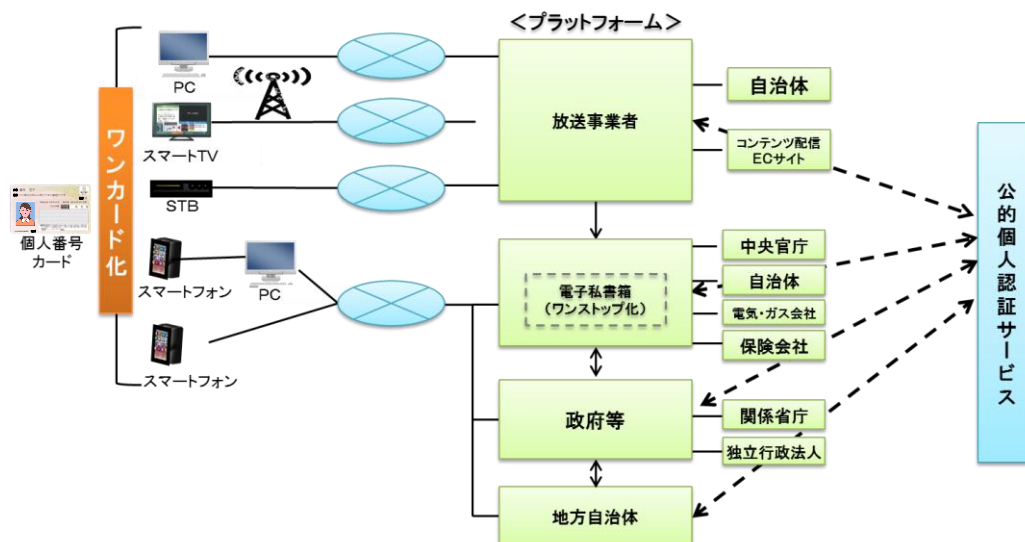 <プラットフォーム>
ワンカード化
個人番号
カード
PC
スマートTV
STB
スマートフォン
PC
スマートフォン
放送事業者
自治体
コンテンツ配信
ECサイト
電子私書箱
(ワンストップ化)
中央官庁
自治体
電気・ガス会社
保険会社
政府等
関係省庁
独立行政法人
地方自治体
公的個人認証サービス